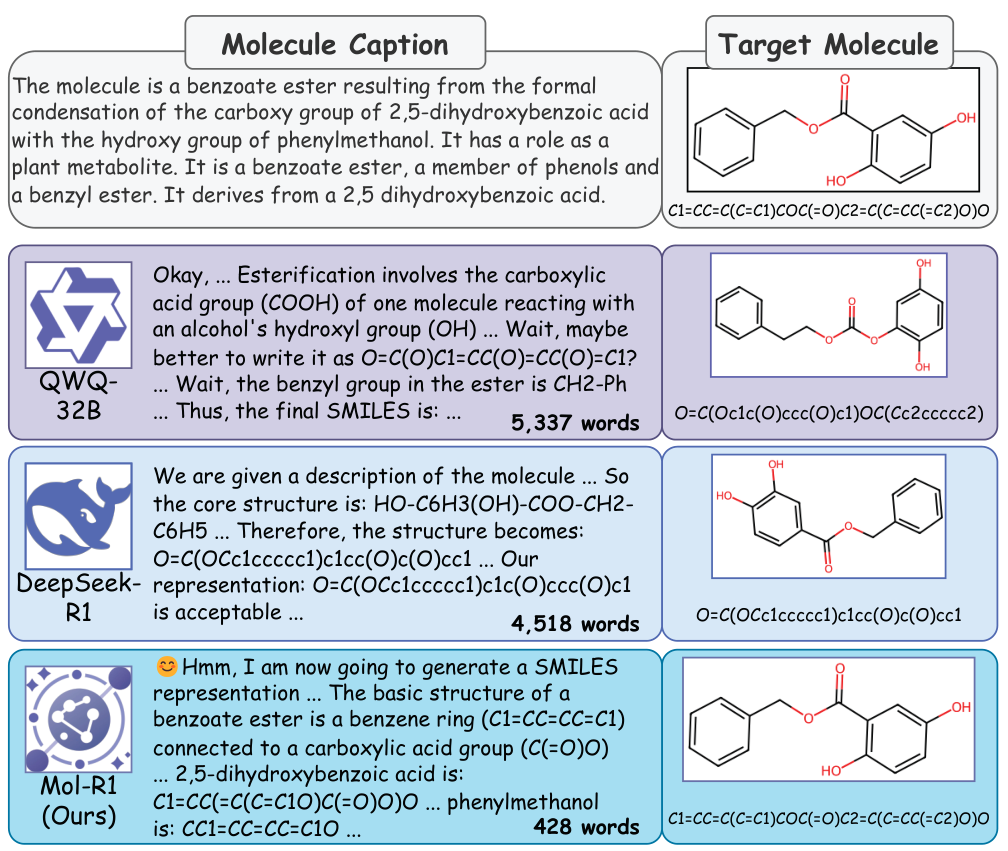 Molecule Caption
Target Molecule
The molecule is a benzoate ester resulting from the formal
condensation of the carboxy group of 2,5-dihydroxybenzoic acid
with the hydroxy group of phenylmethanol. It has a role as a
plant metabolite. It is a benzoate ester, a member of phenols and
a benzyl ester. It derives from a 2,5 dihydroxybenzoic acid.
O
O
OH
HO
C1=CC=C(C=C1)COC(=O)C2=C(C=CC(=C2)O)O
QWQ-
32B
Okay, ... Esterification involves the carboxylic
acid group (COOH) of one molecule reacting with
an alcohol's hydroxyl group (OH) ... Wait, maybe
better to write it as O=C(O)C1=CC(O)=CC(O)=C1?
... Wait, the benzyl group in the ester is CH2-Ph
... Thus, the final SMILES is: ...
5,337 words
OH
O
O
O
OH
O=C(Oc1c(O)ccc(O)c1)OC(Cc2ccccc2)
DeepSeek-
R1
We are given a description of the molecule ... So
the core structure is: HO-C6H3(OH)-COO-CH2-
C6H5 ... Therefore, the structure becomes:
O=C(OCc1ccccc1)c1cc(O)c(O)cc1 ... Our
representation: O=C(OCc1ccccc1)c1c(O)ccc(O)c1
is acceptable ...
4,518 words
OH
HO
O
O
O=C(OCc1ccccc1)c1cc(O)c(O)cc1
Mol-R1
(Ours)
Hmm, I am now going to generate a SMILES
representation ... The basic structure of a
benzoate ester is a benzene ring (C1=CC=CC=C1)
connected to a carboxylic acid group (C(=O)O)
... 2,5-dihydroxybenzoic acid is:
C1=CC(=C(C=C1O)C(=O)O)O ... phenylmethanol
is: CC1=CC=CC=C1O ...
428 words
O
O
OH
HO
C1=CC=C(C=C1)COC(=O)C2=C(C=CC(=C2)O)O